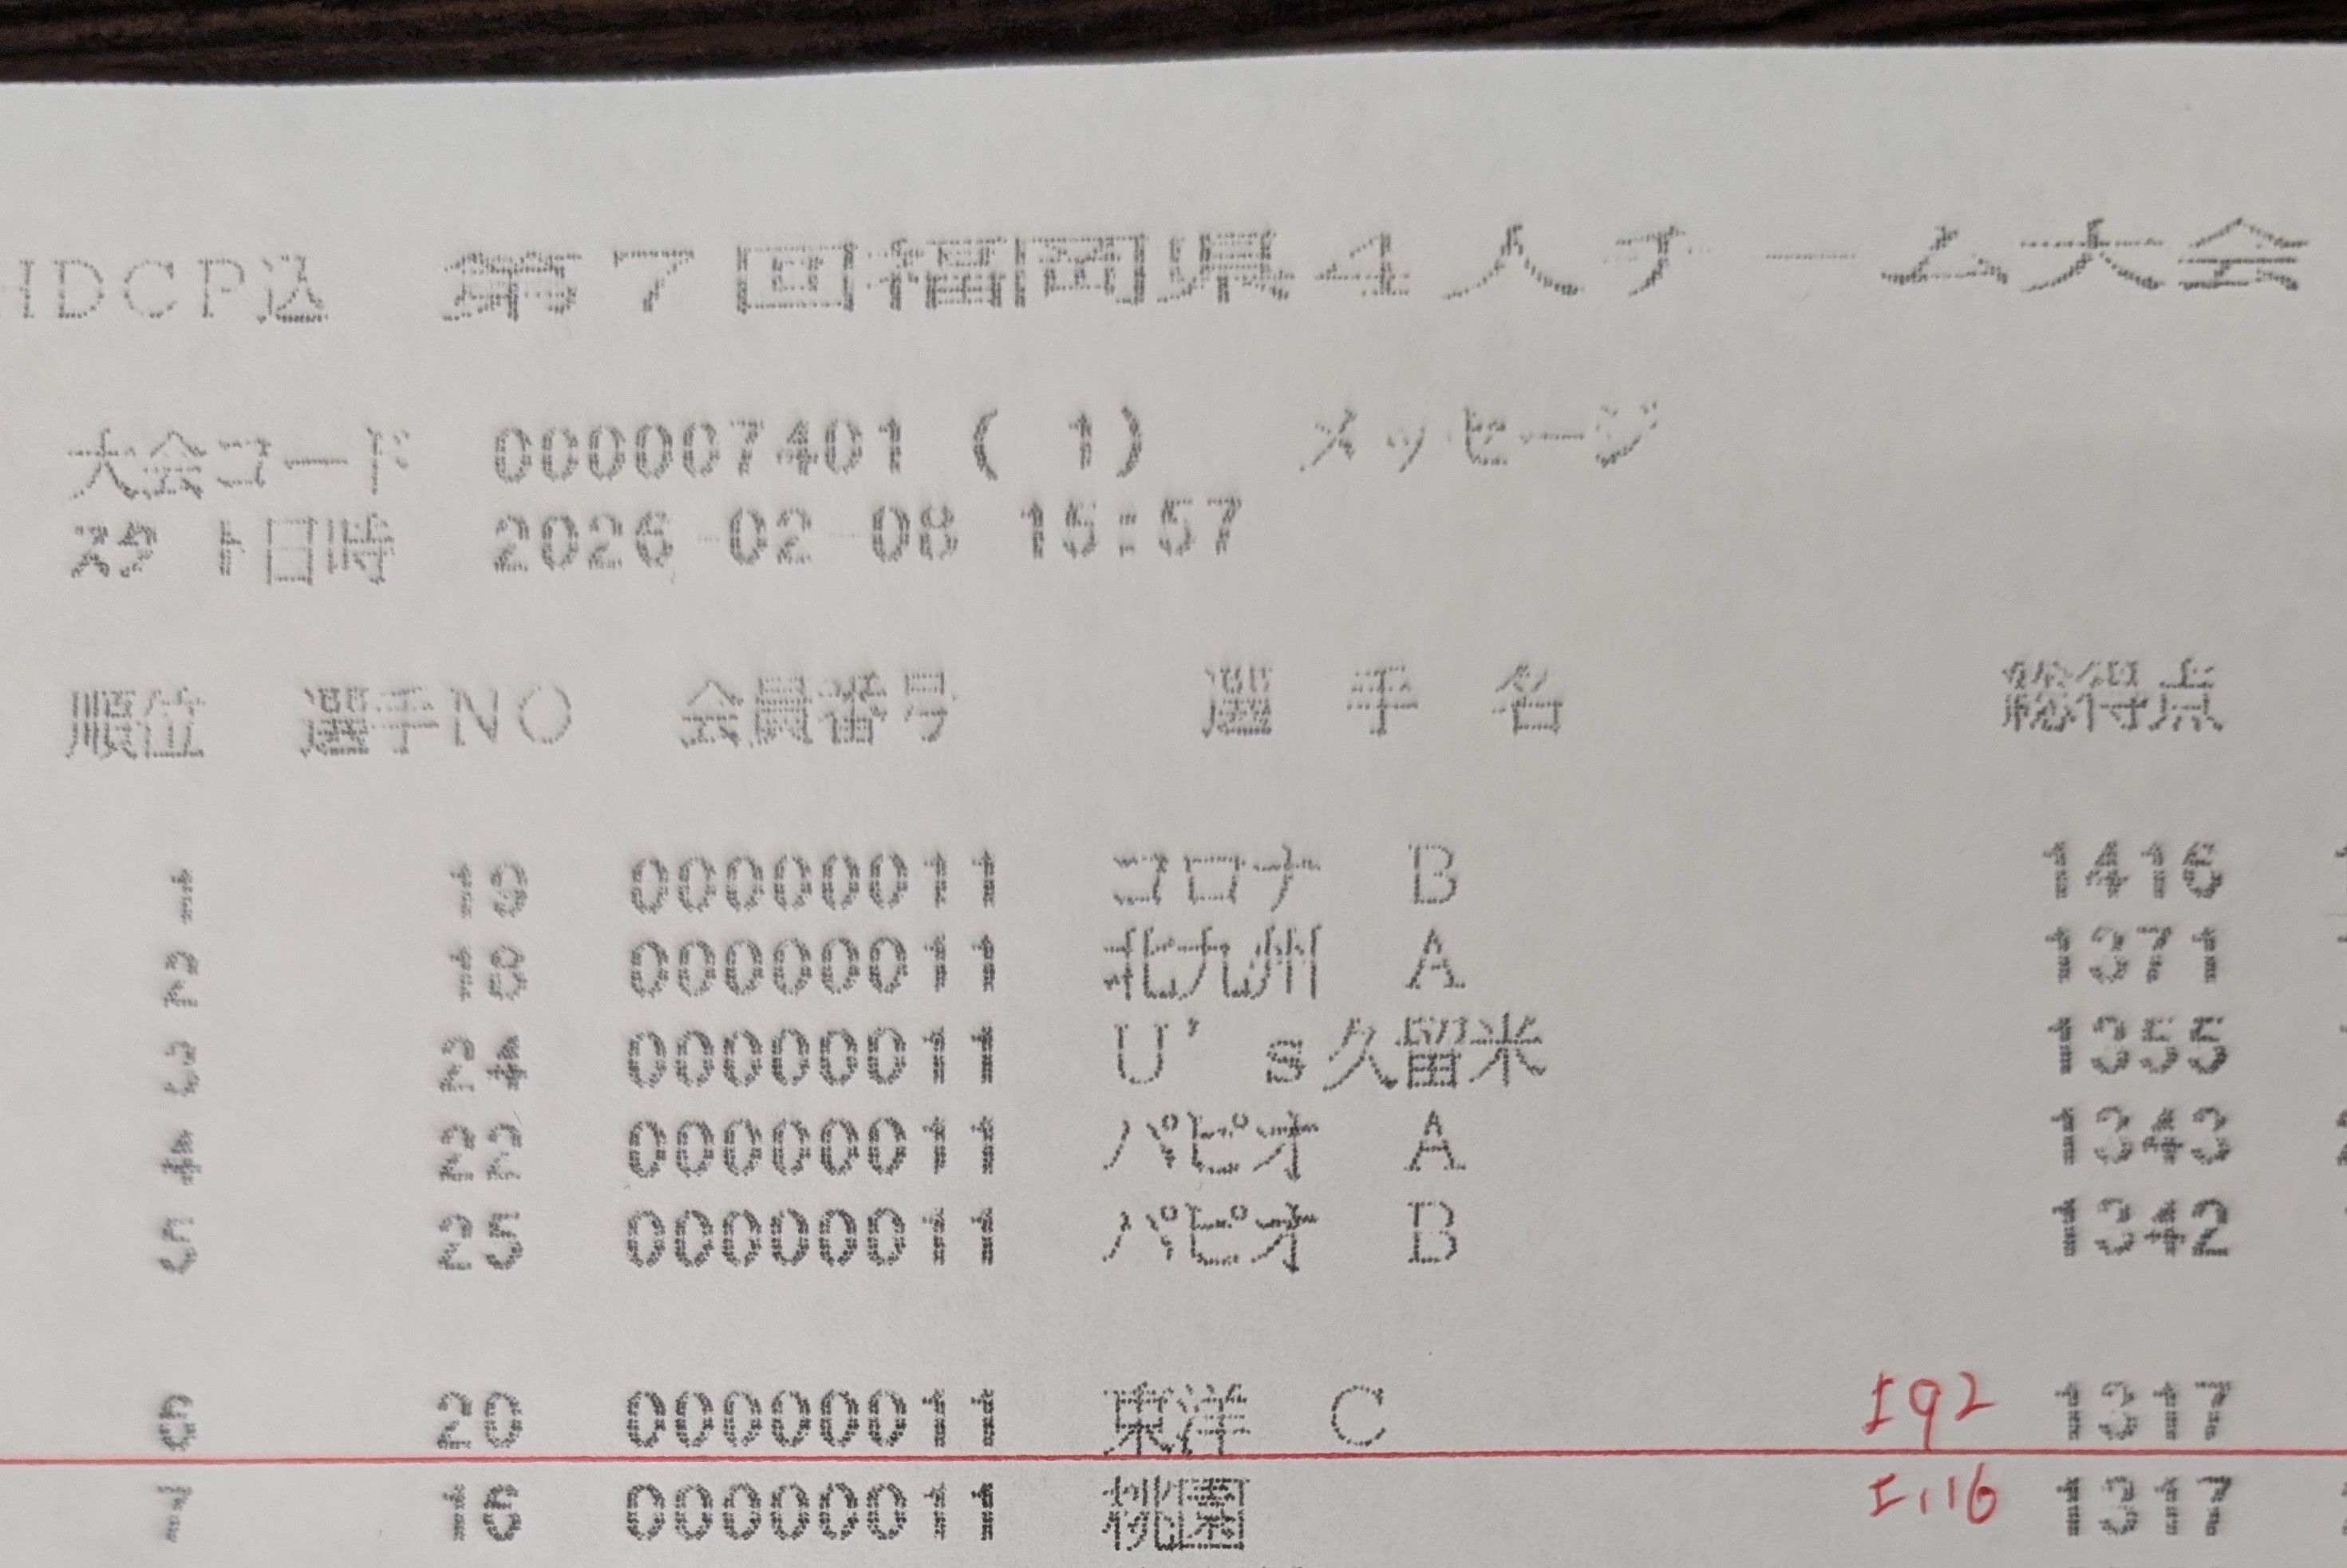 HDCP込 第7回福岡県4人チーム大会
大会コード 000007401 ( 1) メッセージ
スタート日時 2026-02-08 15:57
順位 選手NO 会員番号 選 手 名 総得点
1 19 00000011 コロナ B 1416
2 18 00000011 北九州 A 1371
3 24 00000011 U's久留米 1355
4 22 00000011 パピオ A 1343
5 25 00000011 パピオ B 1342
6 20 00000011 東洋 C I92 1317
7 16 00000011 桃園 I.116 1317